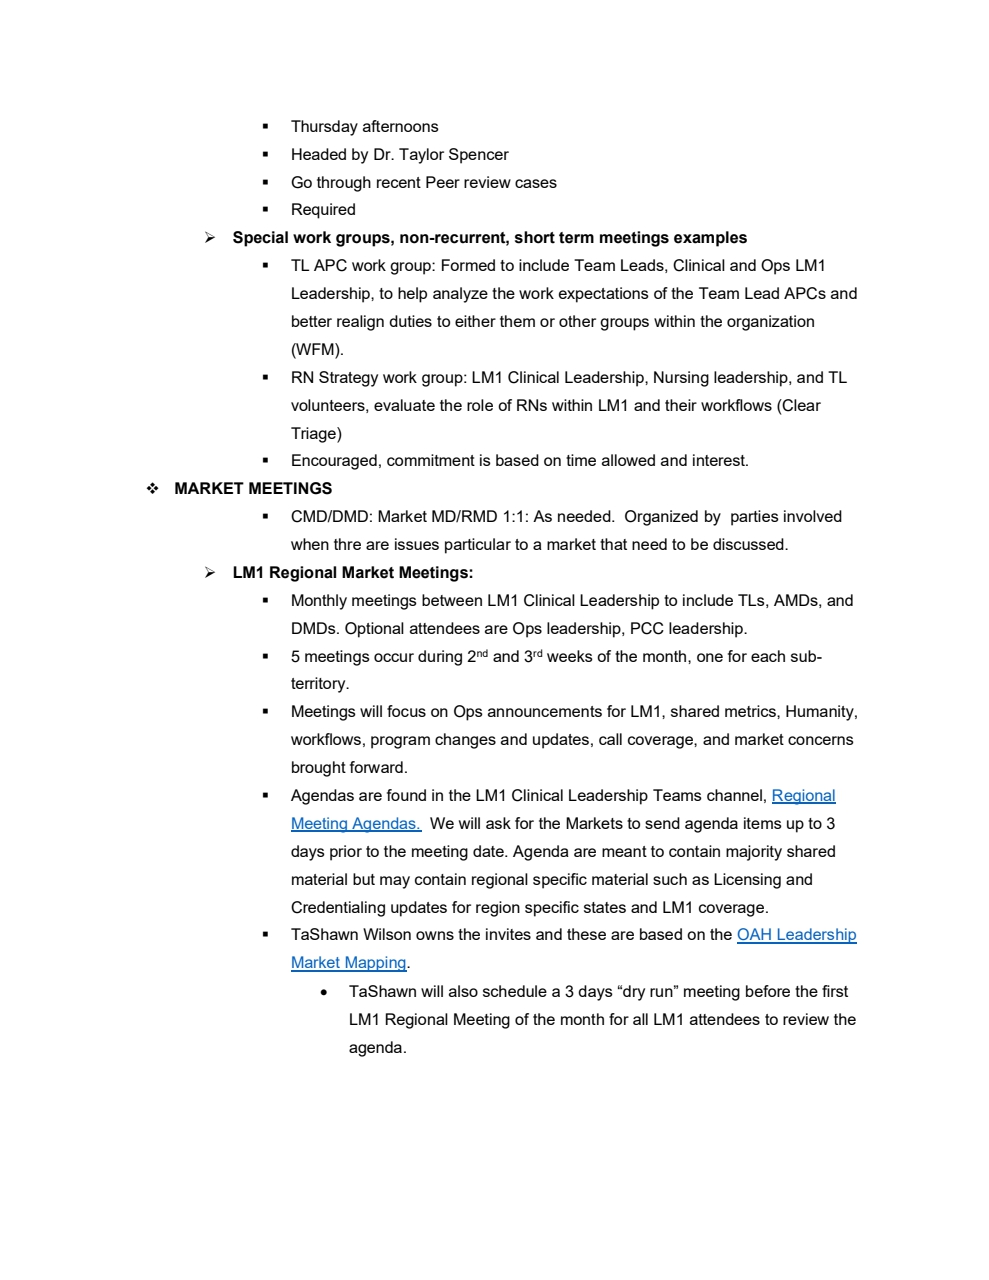 ▪ Thursday afternoons
▪ Headed by Dr. Taylor Spencer
▪ Go through recent Peer review cases
▪ Required
➢ Special work groups, non-recurrent, short term meetings examples
▪ TL APC work group: Formed to include Team Leads, Clinical and Ops LM1
Leadership, to help analyze the work expectations of the Team Lead APCs and
better realign duties to either them or other groups within the organization
(WFM).
▪ RN Strategy work group: LM1 Clinical Leadership, Nursing leadership, and TL
volunteers, evaluate the role of RNs within LM1 and their workflows (Clear
Triage)
▪ Encouraged, commitment is based on time allowed and interest.
❖ MARKET MEETINGS
▪ CMD/DMD: Market MD/RMD 1:1: As needed.  Organized by  parties involved
when thre are issues particular to a market that need to be discussed.
➢ LM1 Regional Market Meetings:
▪ Monthly meetings between LM1 Clinical Leadership to include TLs, AMDs, and
DMDs. Optional attendees are Ops leadership, PCC leadership.
▪ 5 meetings occur during 2nd and 3rd weeks of the month, one for each sub-
territory.
▪ Meetings will focus on Ops announcements for LM1, shared metrics, Humanity,
workflows, program changes and updates, call coverage, and market concerns
brought forward.
▪ Agendas are found in the LM1 Clinical Leadership Teams channel, Regional
Meeting Agendas.  We will ask for the Markets to send agenda items up to 3
days prior to the meeting date. Agenda are meant to contain majority shared
material but may contain regional specific material such as Licensing and
Credentialing updates for region specific states and LM1 coverage.
▪ TaShawn Wilson owns the invites and these are based on the OAH Leadership
Market Mapping.
• TaShawn will also schedule a 3 days “dry run” meeting before the first
LM1 Regional Meeting of the month for all LM1 attendees to review the
agenda.